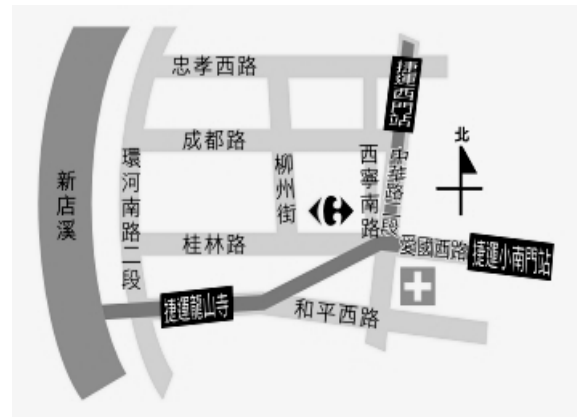 忠孝西路
捷運西門站
成都路
北
環河南路二段
柳州街
西寧南路
中華路二段
新店溪
桂林路
愛國西路
捷運小南門站
捷運龍山寺
和平西路